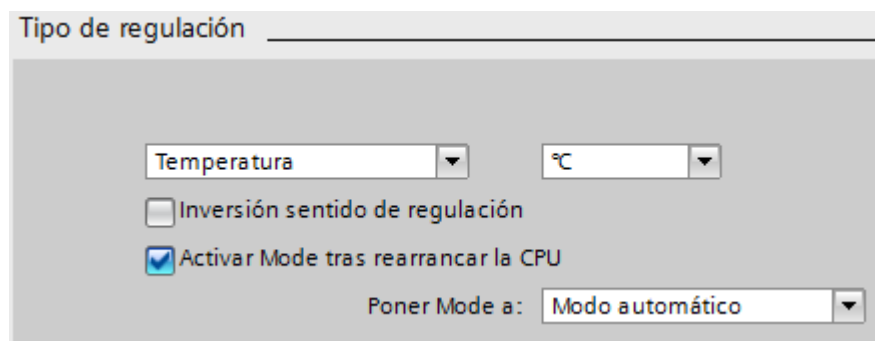 Tipo de regulación
Temperatura ℃
Inversión sentido de regulación
Activar Mode tras rearrancar la CPU
Poner Mode a: Modo automático